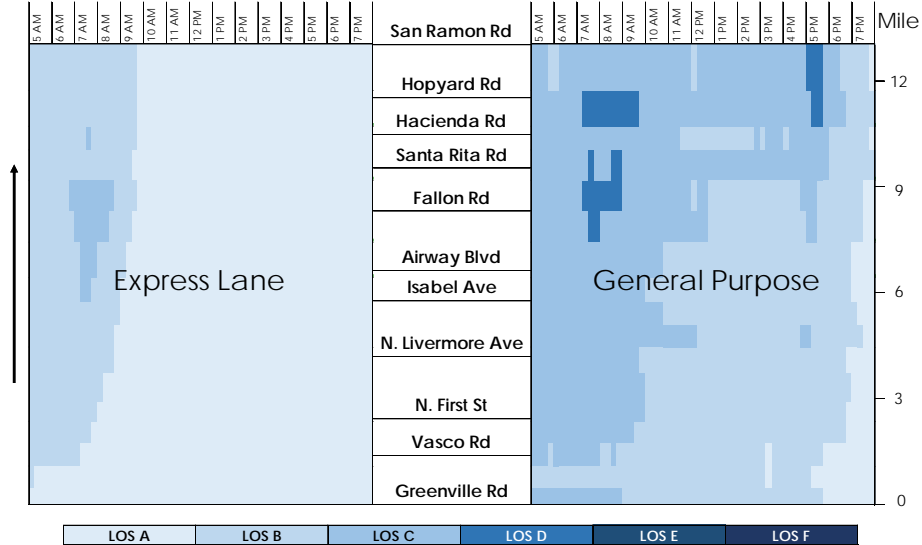 5 AM 6 AM 7 AM 8 AM 9 AM 10 AM 11 AM 12 PM 1 PM 2 PM 3 PM 4 PM 5 PM 6 PM 7 PM
San Ramon Rd
5 AM 6 AM 7 AM 8 AM 9 AM 10 AM 11 AM 12 PM 1 PM 2 PM 3 PM 4 PM 5 PM 6 PM 7 PM
Mile
Hopyard Rd
12
Hacienda Rd
Santa Rita Rd
Fallon Rd
9
Airway Blvd
Express Lane
General Purpose
Isabel Ave
6
N. Livermore Ave
N. First St
3
Vasco Rd
Greenville Rd
0
LOS A LOS B LOS C LOS D LOS E LOS F